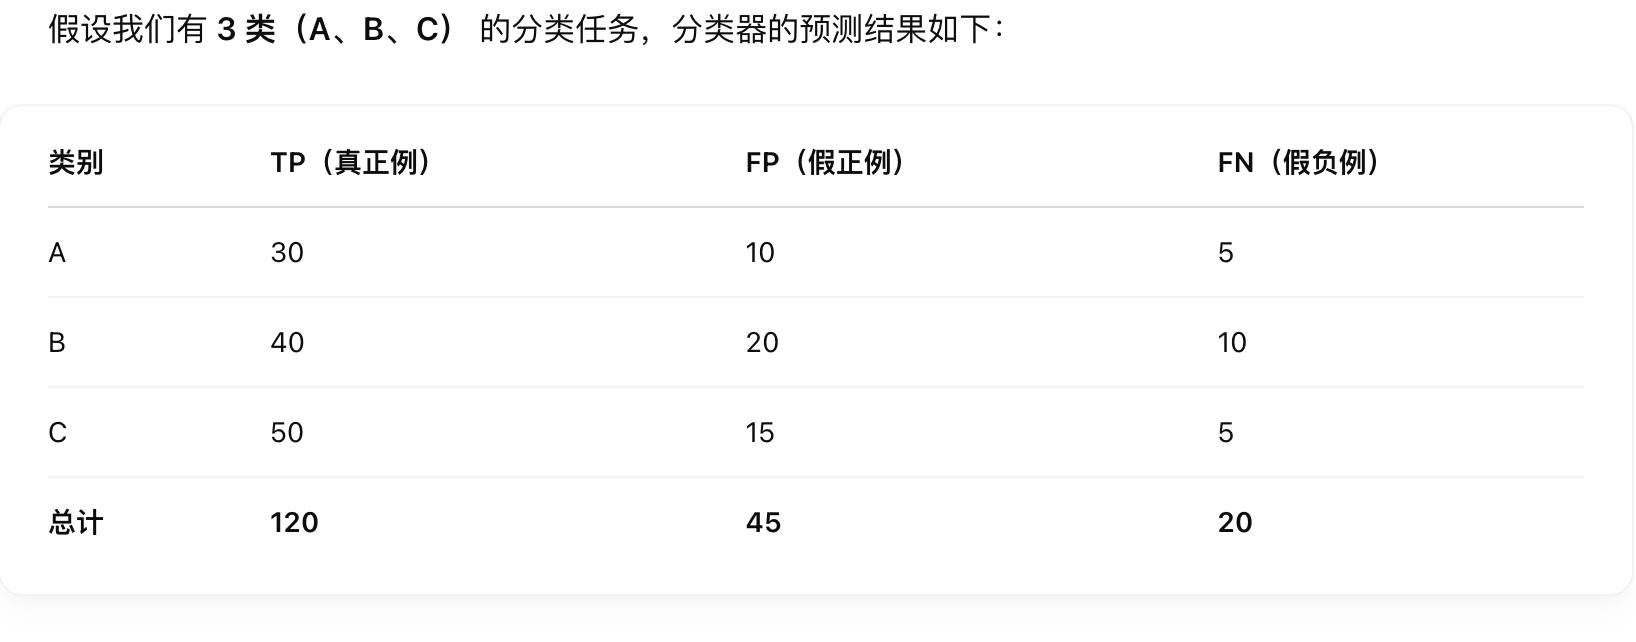 假设我们有 3 类（A、B、C） 的分类任务，分类器的预测结果如下：
类别 TP（真正例） FP（假正例） FN（假负例）
A 30 10 5
B 40 20 10
C 50 15 5
总计 120 45 20